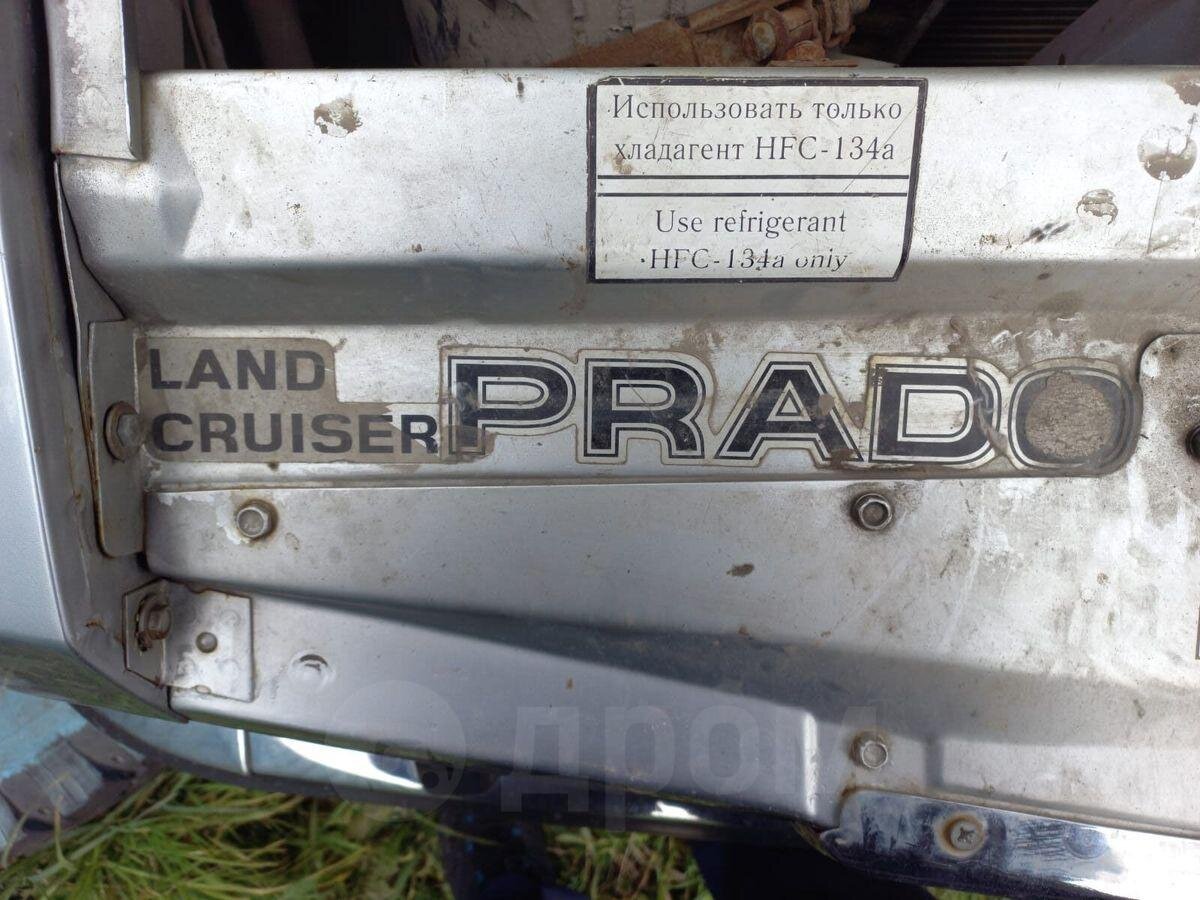 Использовать только
хладагент HFC-134a
Use refrigerant
HFC-134a only
LAND
CRUISER
PRADO
дром